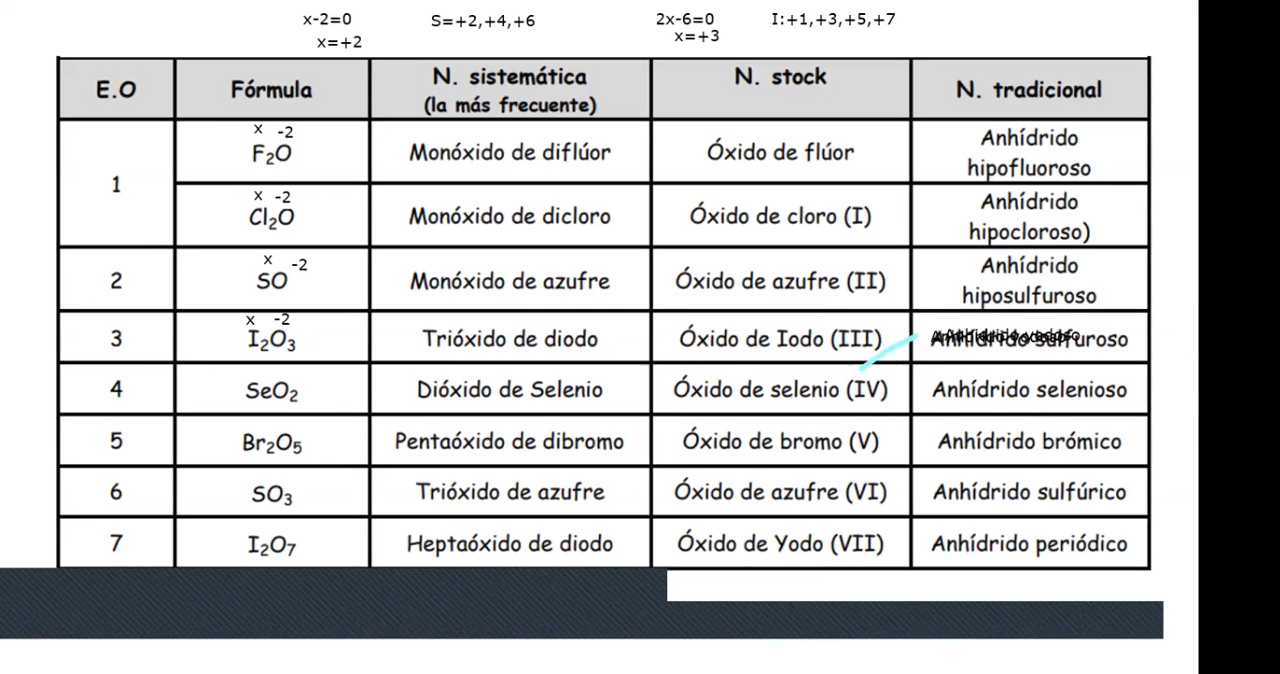 x-2=0 S=+2,+4,+6 2x-6=0 I:+1,+3,+5,+7
x=+2 x=+3
E.O Fórmula N. sistemática (la más frecuente) N. stock N. tradicional
x -2
1 F₂O Monóxido de diflúor Óxido de flúor Anhídrido hipofluoroso
x -2
Cl₂O Monóxido de dicloro Óxido de cloro (I) Anhídrido hipocloroso)
x -2
2 SO Monóxido de azufre Óxido de azufre (II) Anhídrido hiposulfuroso
x -2
3 I₂O₃ Trióxido de diodo Óxido de Iodo (III) Anhídrido sulfuroso
4 SeO₂ Dióxido de Selenio Óxido de selenio (IV) Anhídrido selenioso
5 Br₂O₅ Pentaóxido de dibromo Óxido de bromo (V) Anhídrido brómico
6 SO₃ Trióxido de azufre Óxido de azufre (VI) Anhídrido sulfúrico
7 I₂O₇ Heptaóxido de diodo Óxido de Yodo (VII) Anhídrido periódico